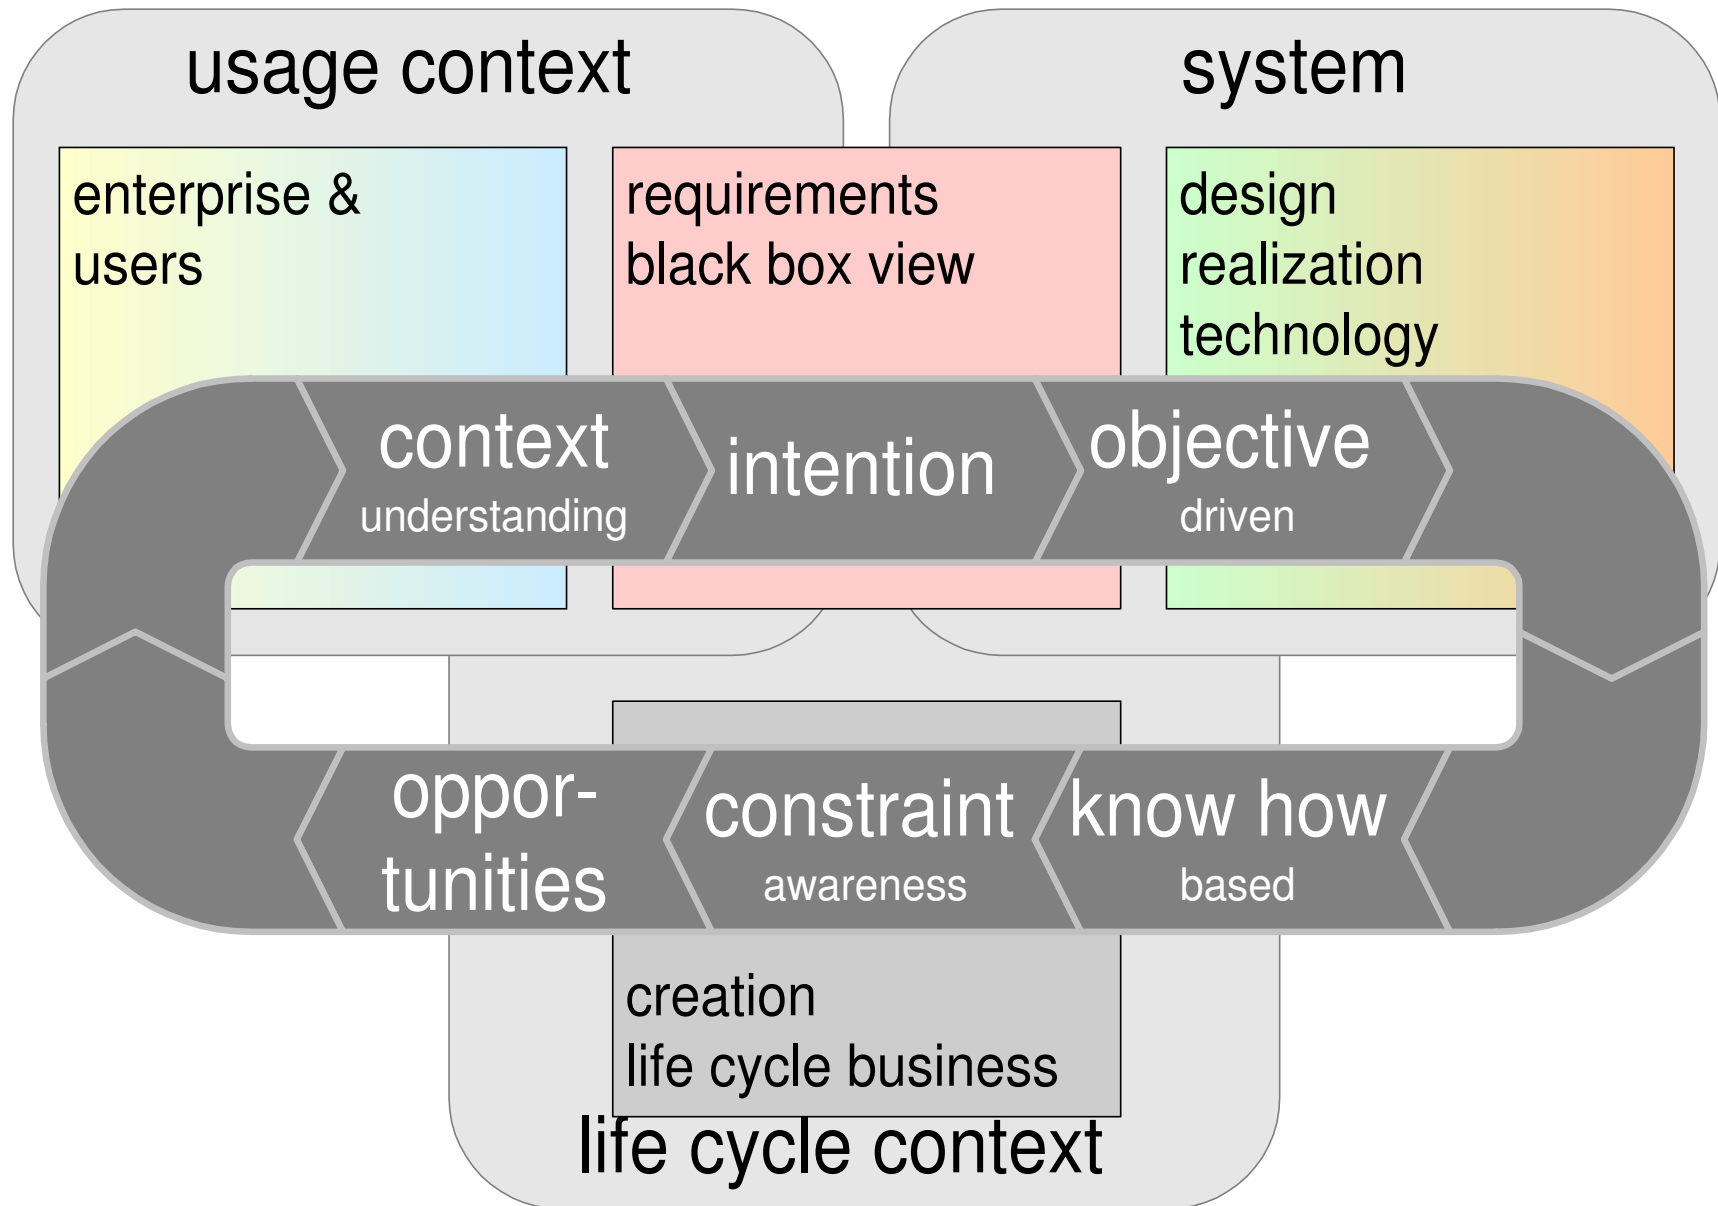 usage context
system
enterprise &
users
requirements
black box view
design
realization
technology
context
understanding
intention
objective
driven
oppor-
tunities
constraint
awareness
know how
based
creation
life cycle business
life cycle context